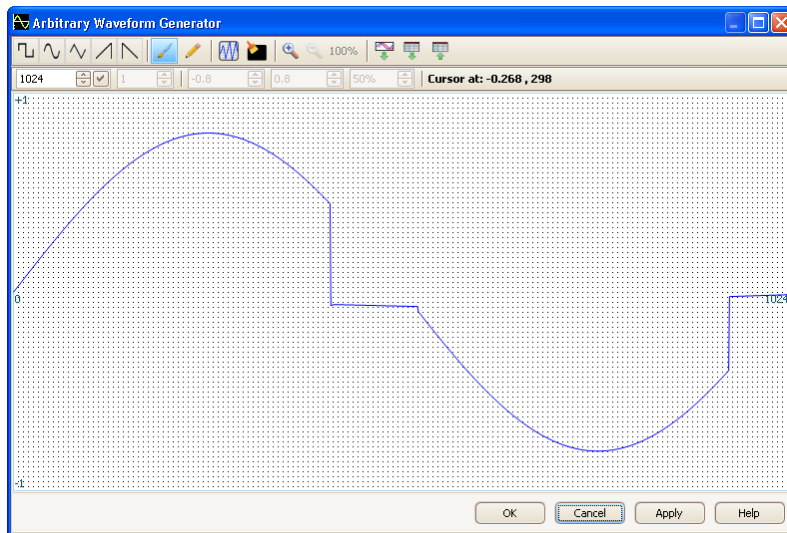 Arbitrary Waveform Generator
100%
1024 1 -0.8 0.8 50% Cursor at: -0.268 , 298
+1
0 1024
-1
OK Cancel Apply Help